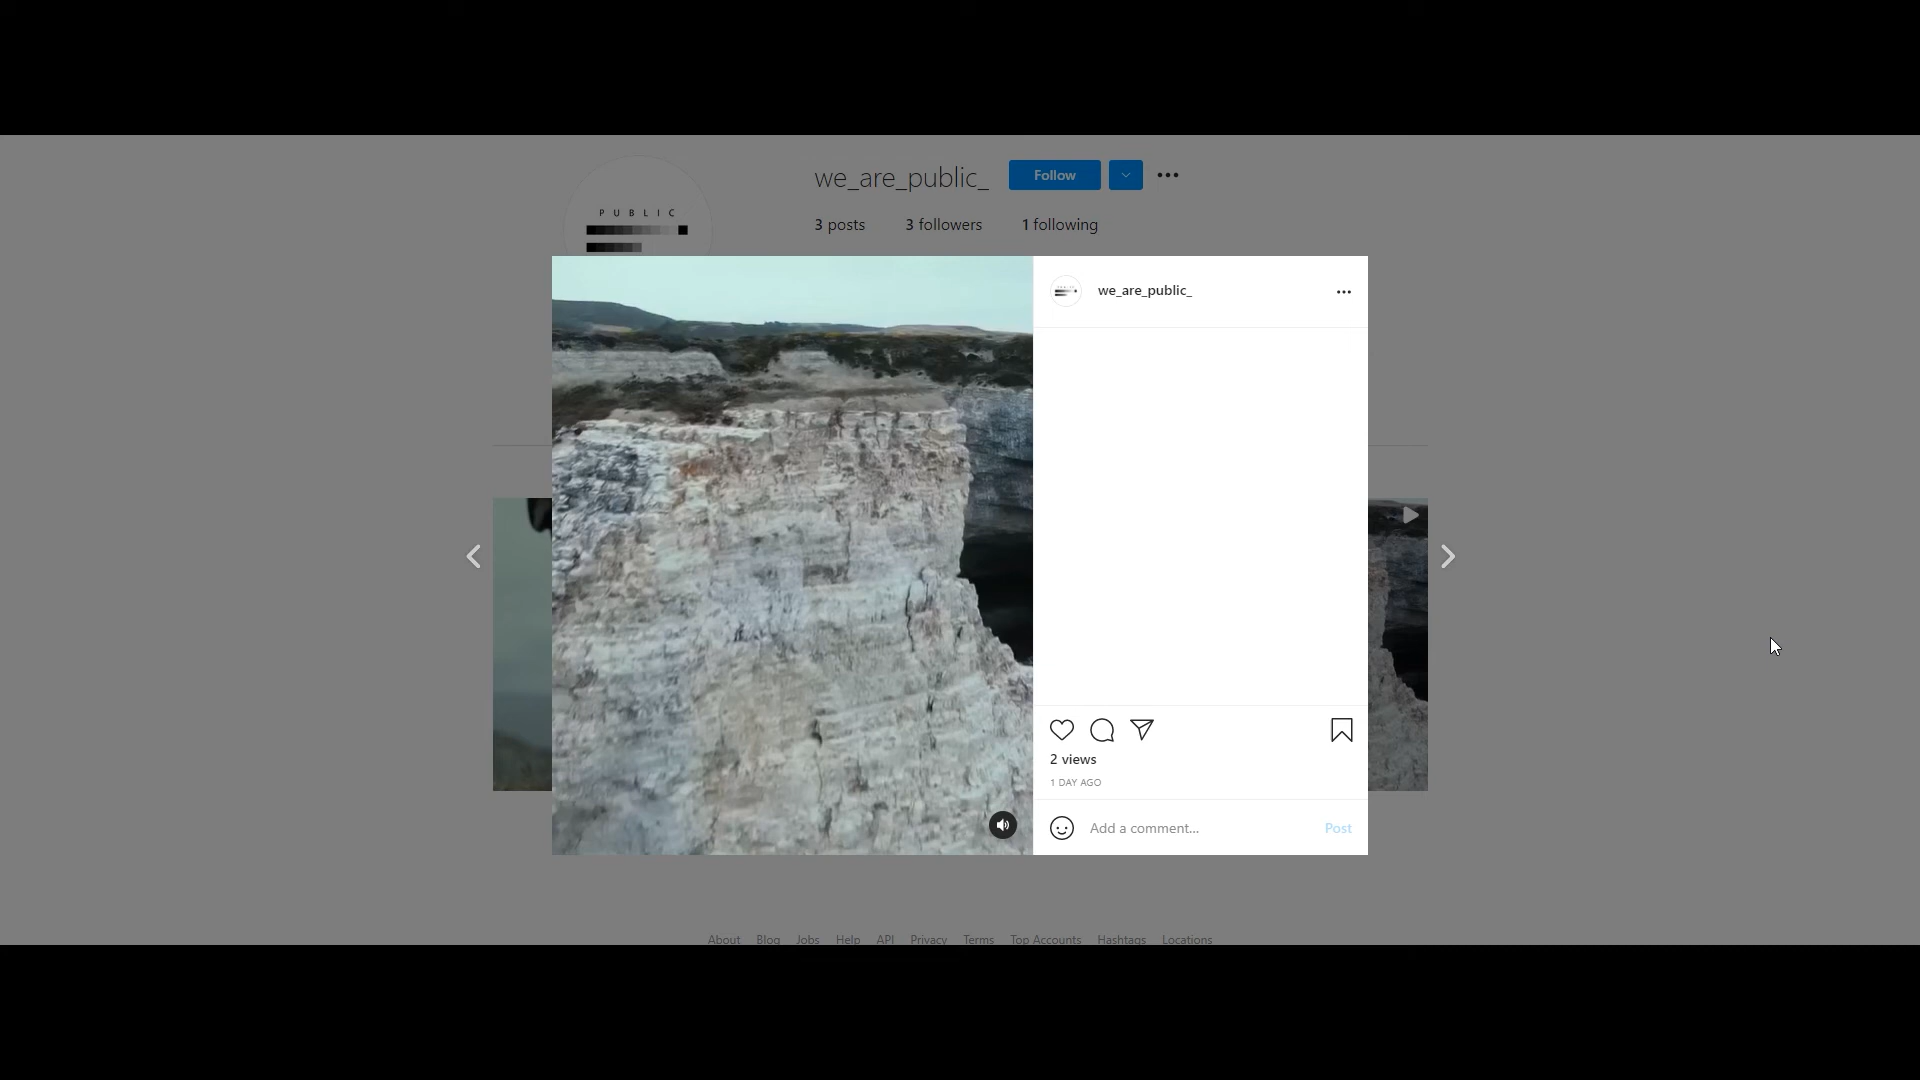 we_are_public_ Follow
PUBLIC
3 posts 3 followers 1 following
we_are_public_
2 views
1 DAY AGO
Add a comment... Post
About Blog Jobs Help API Privacy Terms Top Accounts Hashtags Locations